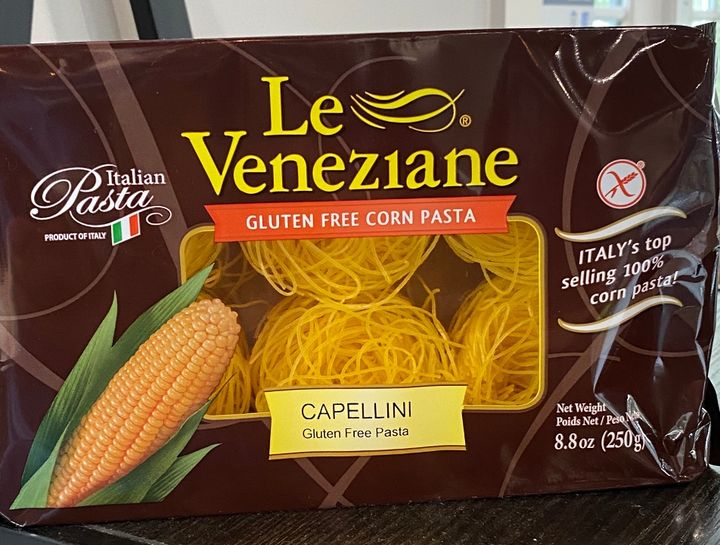 Le
Veneziane
®
GLUTEN FREE CORN PASTA
Italian
Pasta
PRODUCT OF ITALY
ITALY's top
selling 100%
corn pasta!
CAPELLINI
Gluten Free Pasta
Net Weight
Poids Net / Peso
8.8 oz (250g)